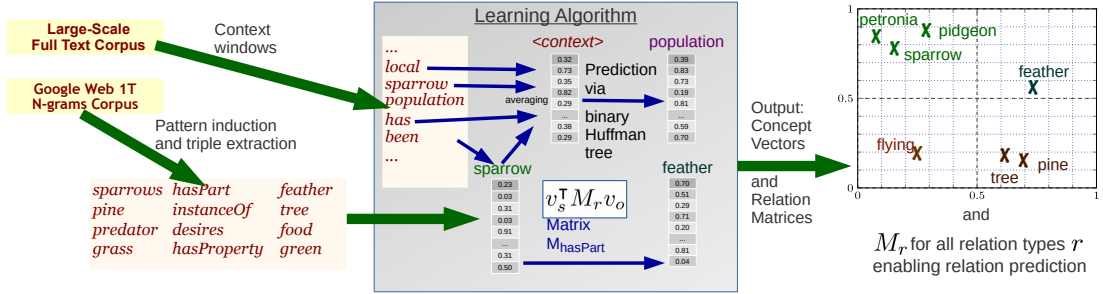 Large-Scale
Full Text Corpus
Google Web 1T
N-grams Corpus
Context
windows
Pattern induction
and triple extraction
sparrows hasPart feather
pine instanceOf tree
predator desires food
grass hasProperty green
Learning Algorithm
...
local
sparrow
population
has
been
...
<context>
0.32
0.73
0.35
0.82
0.29
...
0.38
0.29
averaging
Prediction
via
binary
Huffman
tree
population
0.39
0.83
0.73
0.19
0.81
...
0.59
0.70
sparrow
0.23
0.03
0.31
0.03
0.91
...
0.31
0.50
v_s^T M_r v_o
Matrix
M_hasPart
feather
0.70
0.51
0.29
0.71
0.20
...
0.81
0.04
Output:
Concept
Vectors
and
Relation
Matrices
1
0.5
0
0.5
1
petronia
pidgeon
sparrow
feather
flying
tree
pine
and
M_r for all relation types r
enabling relation prediction